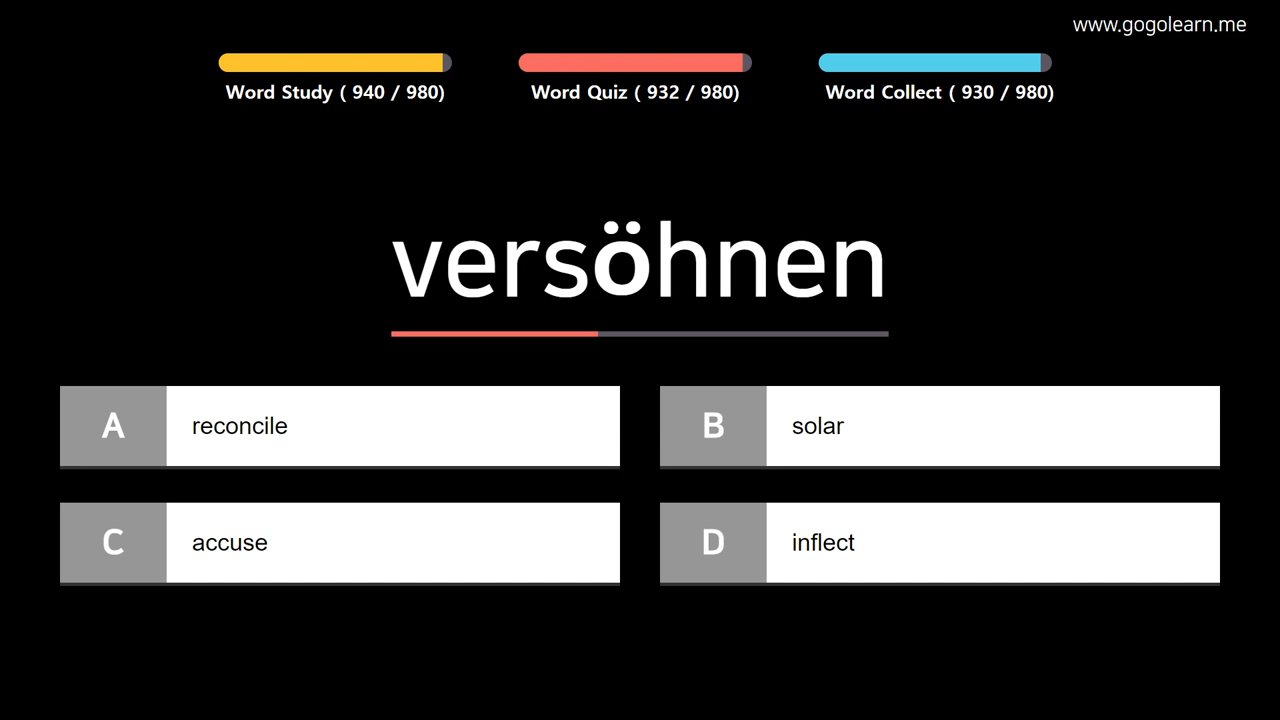 www.gogolearn.me
Word Study ( 940 / 980)
Word Quiz ( 932 / 980)
Word Collect ( 930 / 980)
versöhnen
A reconcile
B solar
C accuse
D inflect